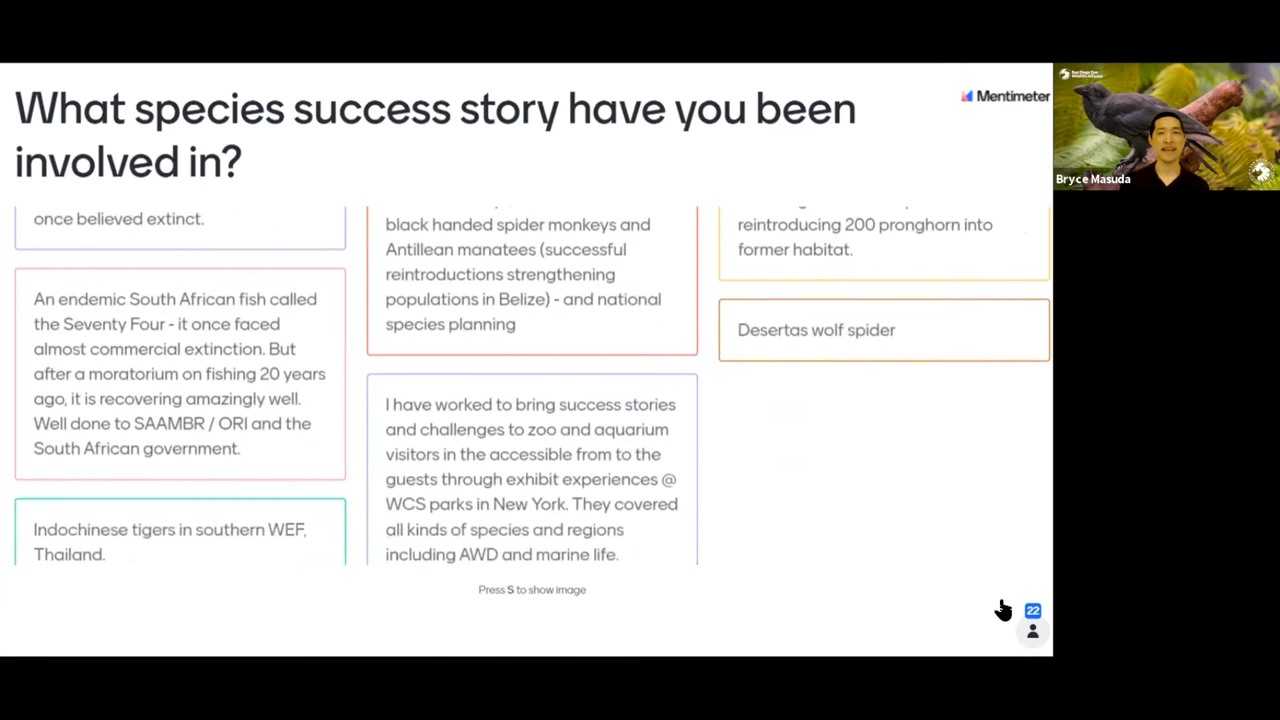 What species success story have you been
involved in?
Mentimeter
once believed extinct.
An endemic South African fish called
the Seventy Four - it once faced
almost commercial extinction. But
after a moratorium on fishing 20 years
ago, it is recovering amazingly well.
Well done to SAAMBR / ORI and the
South African government.
Indochinese tigers in southern WEF,
Thailand.
black handed spider monkeys and
Antillean manatees (successful
reintroductions strengthening
populations in Belize) - and national
species planning
I have worked to bring success stories
and challenges to zoo and aquarium
visitors in the accessible from to the
guests through exhibit experiences @
WCS parks in New York. They covered
all kinds of species and regions
including AWD and marine life.
reintroducing 200 pronghorn into
former habitat.
Desertas wolf spider
Press S to show image
22
San Diego Zoo
Bryce Masuda